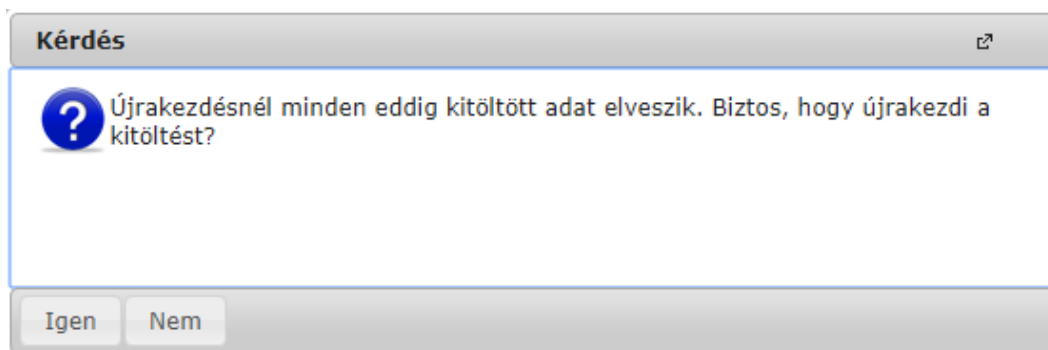 Kérdés
Újrakezdésnél minden eddig kitöltött adat elveszik. Biztos, hogy újrakezdi a
kitöltést?
Igen Nem